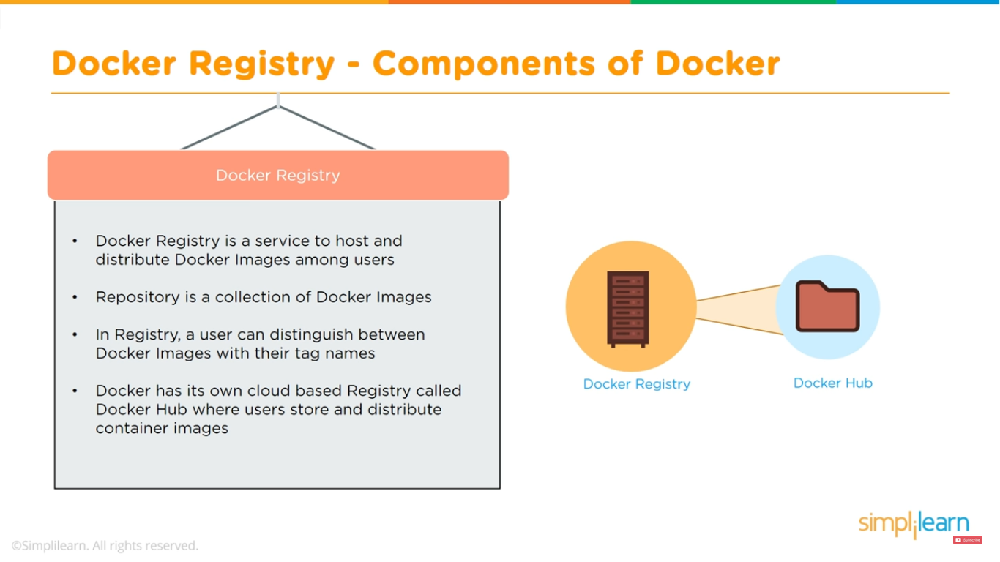 Docker Registry - Components of Docker
Docker Registry
• Docker Registry is a service to host and
distribute Docker Images among users
• Repository is a collection of Docker Images
• In Registry, a user can distinguish between
Docker Images with their tag names
• Docker has its own cloud based Registry called
Docker Hub where users store and distribute
container images
Docker Registry
Docker Hub
simplilearn
Subscribe
©Simplilearn. All rights reserved.